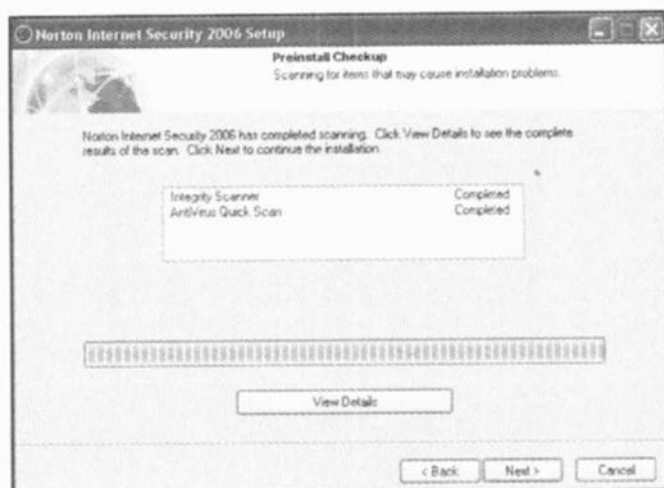 Norton Internet Security 2006 Setup
Preinstall Checkup
Scanning for items that may cause installation problems.
Norton Internet Security 2006 has completed scanning. Click View Details to see the complete
results of the scan. Click Next to continue the installation.
Integrity Scanner Completed
AntiVirus Quick Scan Completed
View Details
< Back Next > Cancel